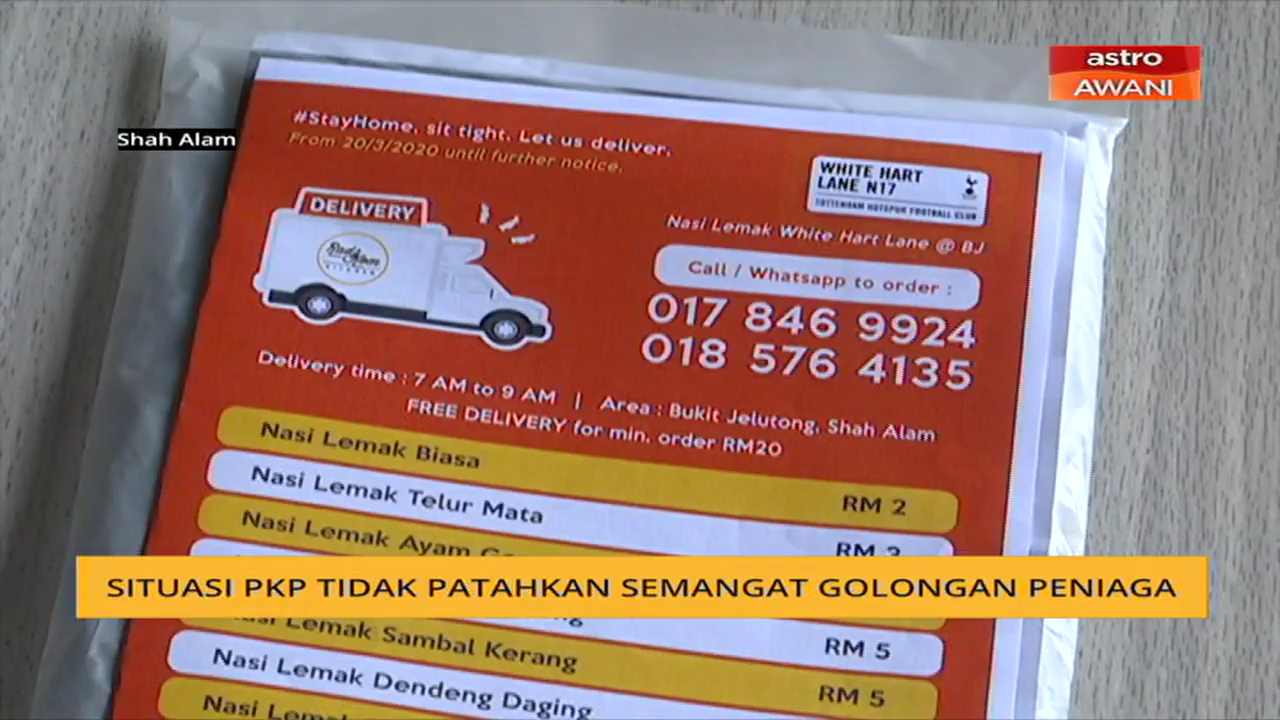 astro
AWANI
Shah Alam
#StayHome, sit tight. Let us deliver.
From 20/3/2020 until further notice.
WHITE HART
LANE N17
TOTTENHAM HOTSPUR FOOTBALL CLUB
DELIVERY
Nasi Lemak White Hart Lane @ BJ
Call / Whatsapp to order :
017 846 9924
018 576 4135
Delivery time : 7 AM to 9 AM | Area : Bukit Jelutong, Shah Alam
FREE DELIVERY for min. order RM20
Nasi Lemak Biasa RM 2
Nasi Lemak Telur Mata RM
Nasi Lemak Ayam
SITUASI PKP TIDAK PATAHKAN SEMANGAT GOLONGAN PENIAGA
RM 5
Lemak Sambal Kerang RM 5
Nasi Lemak Dendeng Daging
Nasi